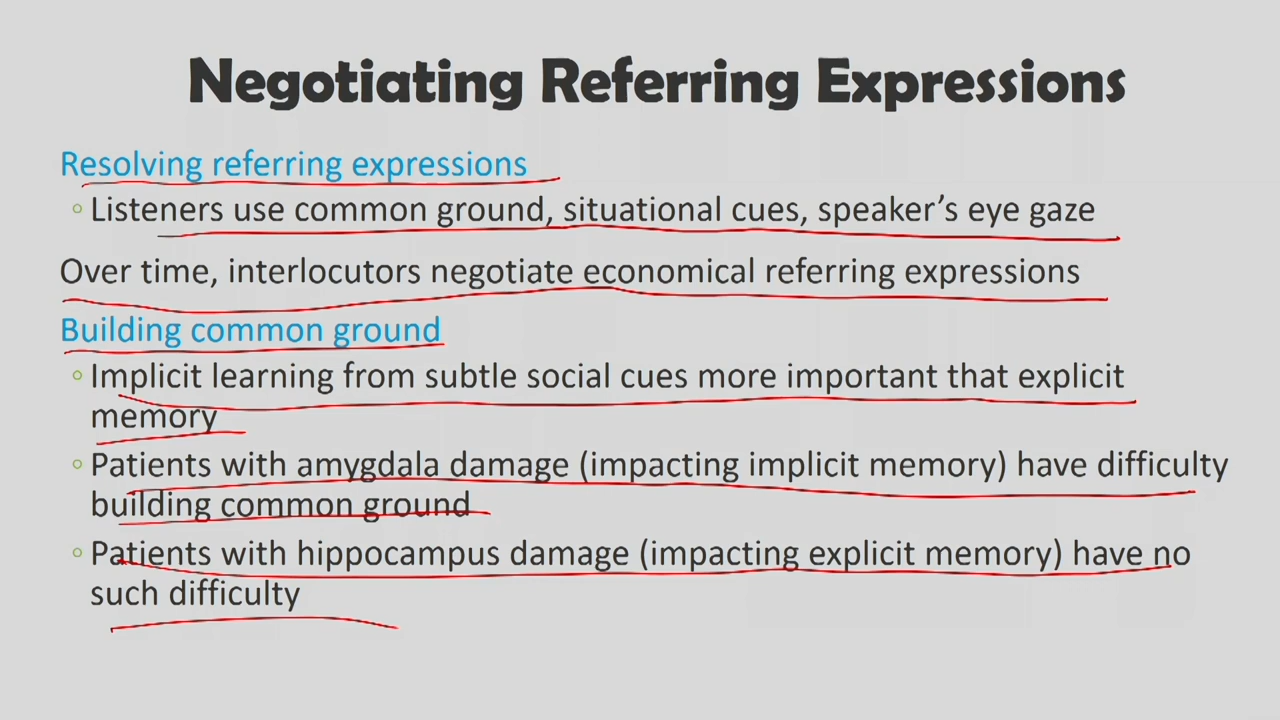 Negotiating Referring Expressions
Resolving referring expressions
◦ Listeners use common ground, situational cues, speaker’s eye gaze
Over time, interlocutors negotiate economical referring expressions
Building common ground
◦ Implicit learning from subtle social cues more important that explicit
memory
◦ Patients with amygdala damage (impacting implicit memory) have difficulty
building common ground
◦ Patients with hippocampus damage (impacting explicit memory) have no
such difficulty